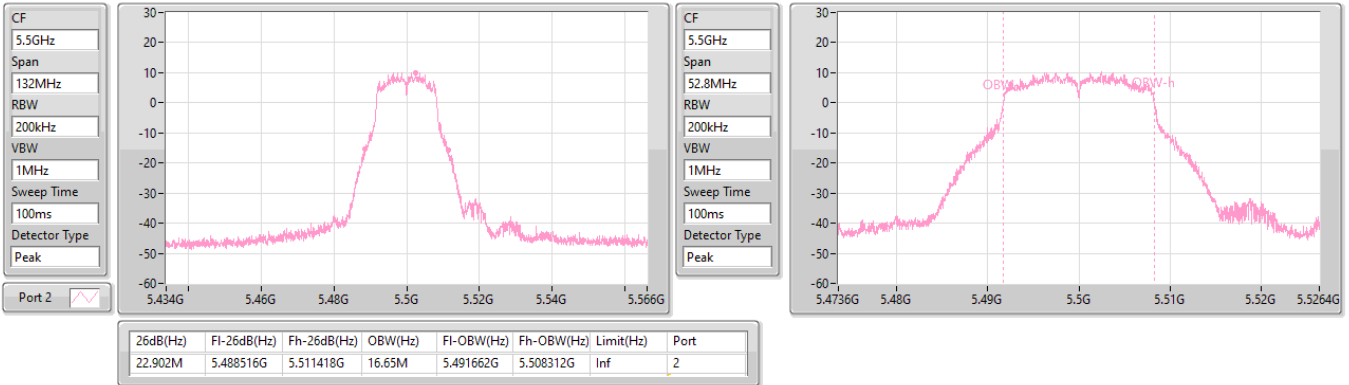 CF
5.5GHz
Span
132MHz
RBW
200kHz
VBW
1MHz
Sweep Time
100ms
Detector Type
Peak
Port 2
30
20
10
0
-10
-20
-30
-40
-50
-60
5.434G 5.46G 5.48G 5.5G 5.52G 5.54G 5.566G
CF
5.5GHz
Span
52.8MHz
RBW
200kHz
VBW
1MHz
Sweep Time
100ms
Detector Type
Peak
30
20
10
0
-10
-20
-30
-40
-50
-60
OBW-h
5.4736G 5.48G 5.49G 5.5G 5.51G 5.52G 5.5264G
26dB(Hz) Fl-26dB(Hz) Fh-26dB(Hz) OBW(Hz) Fl-OBW(Hz) Fh-OBW(Hz) Limit(Hz) Port
22.902M 5.488516G 5.511418G 16.65M 5.491662G 5.508312G Inf 2